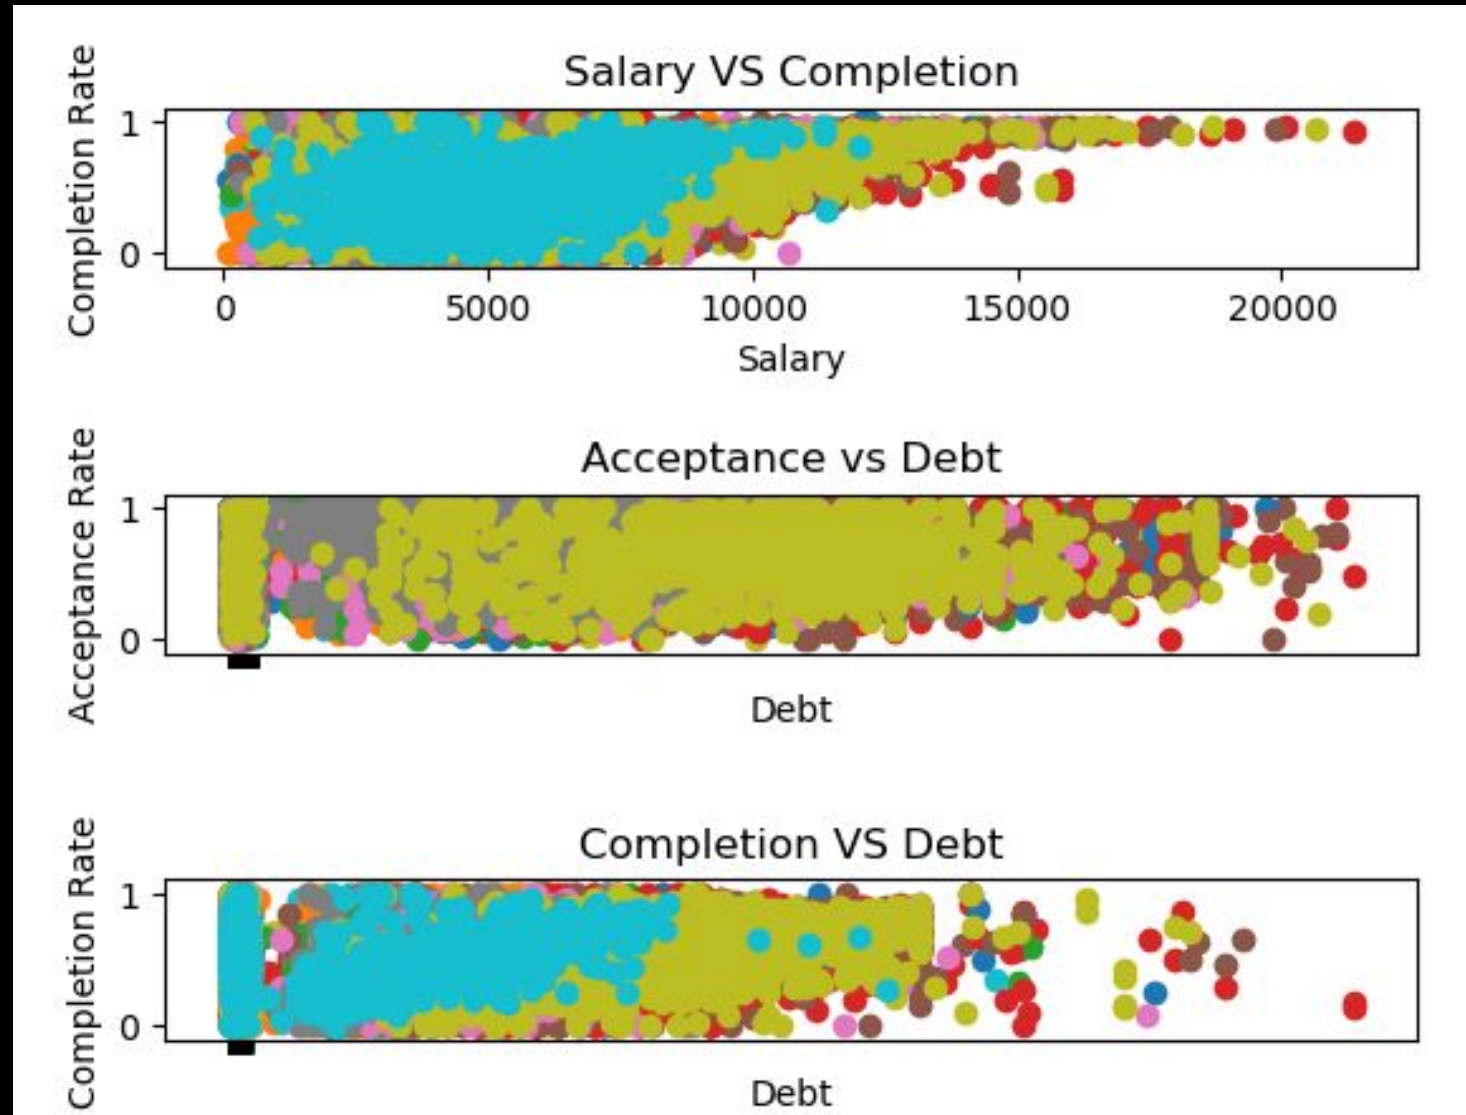 Salary VS Completion
Completion Rate
1
0
0 5000 10000 15000 20000
Salary
Acceptance vs Debt
Acceptance Rate
1
0
Debt
Completion VS Debt
Completion Rate
1
0
Debt